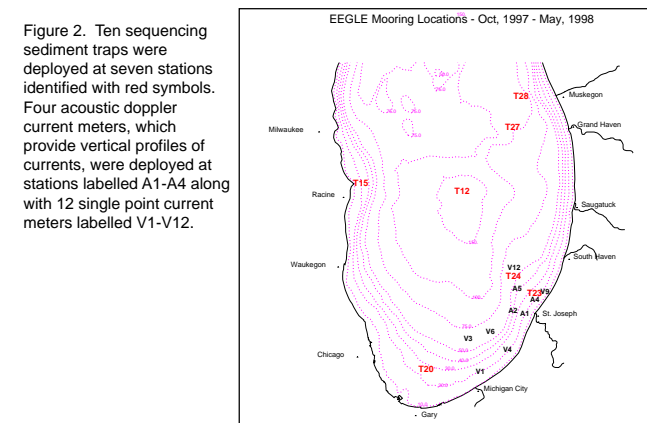 Figure 2. Ten sequencing
sediment traps were
deployed at seven stations
identified with red symbols.
Four acoustic doppler
current meters, which
provide vertical profiles of
currents, were deployed at
stations labelled A1-A4 along
with 12 single point current
meters labelled V1-V12.
EEGLE Mooring Locations - Oct, 1997 - May, 1998
T28
Muskegon
T27
Grand Haven
Milwaukee
T15
T12
Racine
Saugatuck
South Haven
Waukegon
V12
T24
A5
T23
V9
A4
A2
A1
St. Joseph
V6
V3
V4
Chicago
T20
V1
Michigan City
Gary